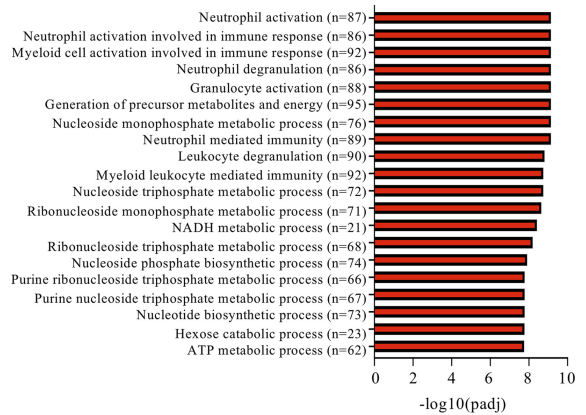 Neutrophil activation (n=87)
Neutrophil activation involved in immune response (n=86)
Myeloid cell activation involved in immune response (n=92)
Neutrophil degranulation (n=86)
Granulocyte activation (n=88)
Generation of precursor metabolites and energy (n=95)
Nucleoside monophosphate metabolic process (n=76)
Neutrophil mediated immunity (n=89)
Leukocyte degranulation (n=90)
Myeloid leukocyte mediated immunity (n=92)
Nucleoside triphosphate metabolic process (n=72)
Ribonucleoside monophosphate metabolic process (n=71)
NADH metabolic process (n=21)
Ribonucleoside triphosphate metabolic process (n=68)
Nucleoside phosphate biosynthetic process (n=74)
Purine ribonucleoside triphosphate metabolic process (n=66)
Purine nucleoside triphosphate metabolic process (n=67)
Nucleotide biosynthetic process (n=73)
Hexose catabolic process (n=23)
ATP metabolic process (n=62)
0 2 4 6 8 10
-log10(padj)